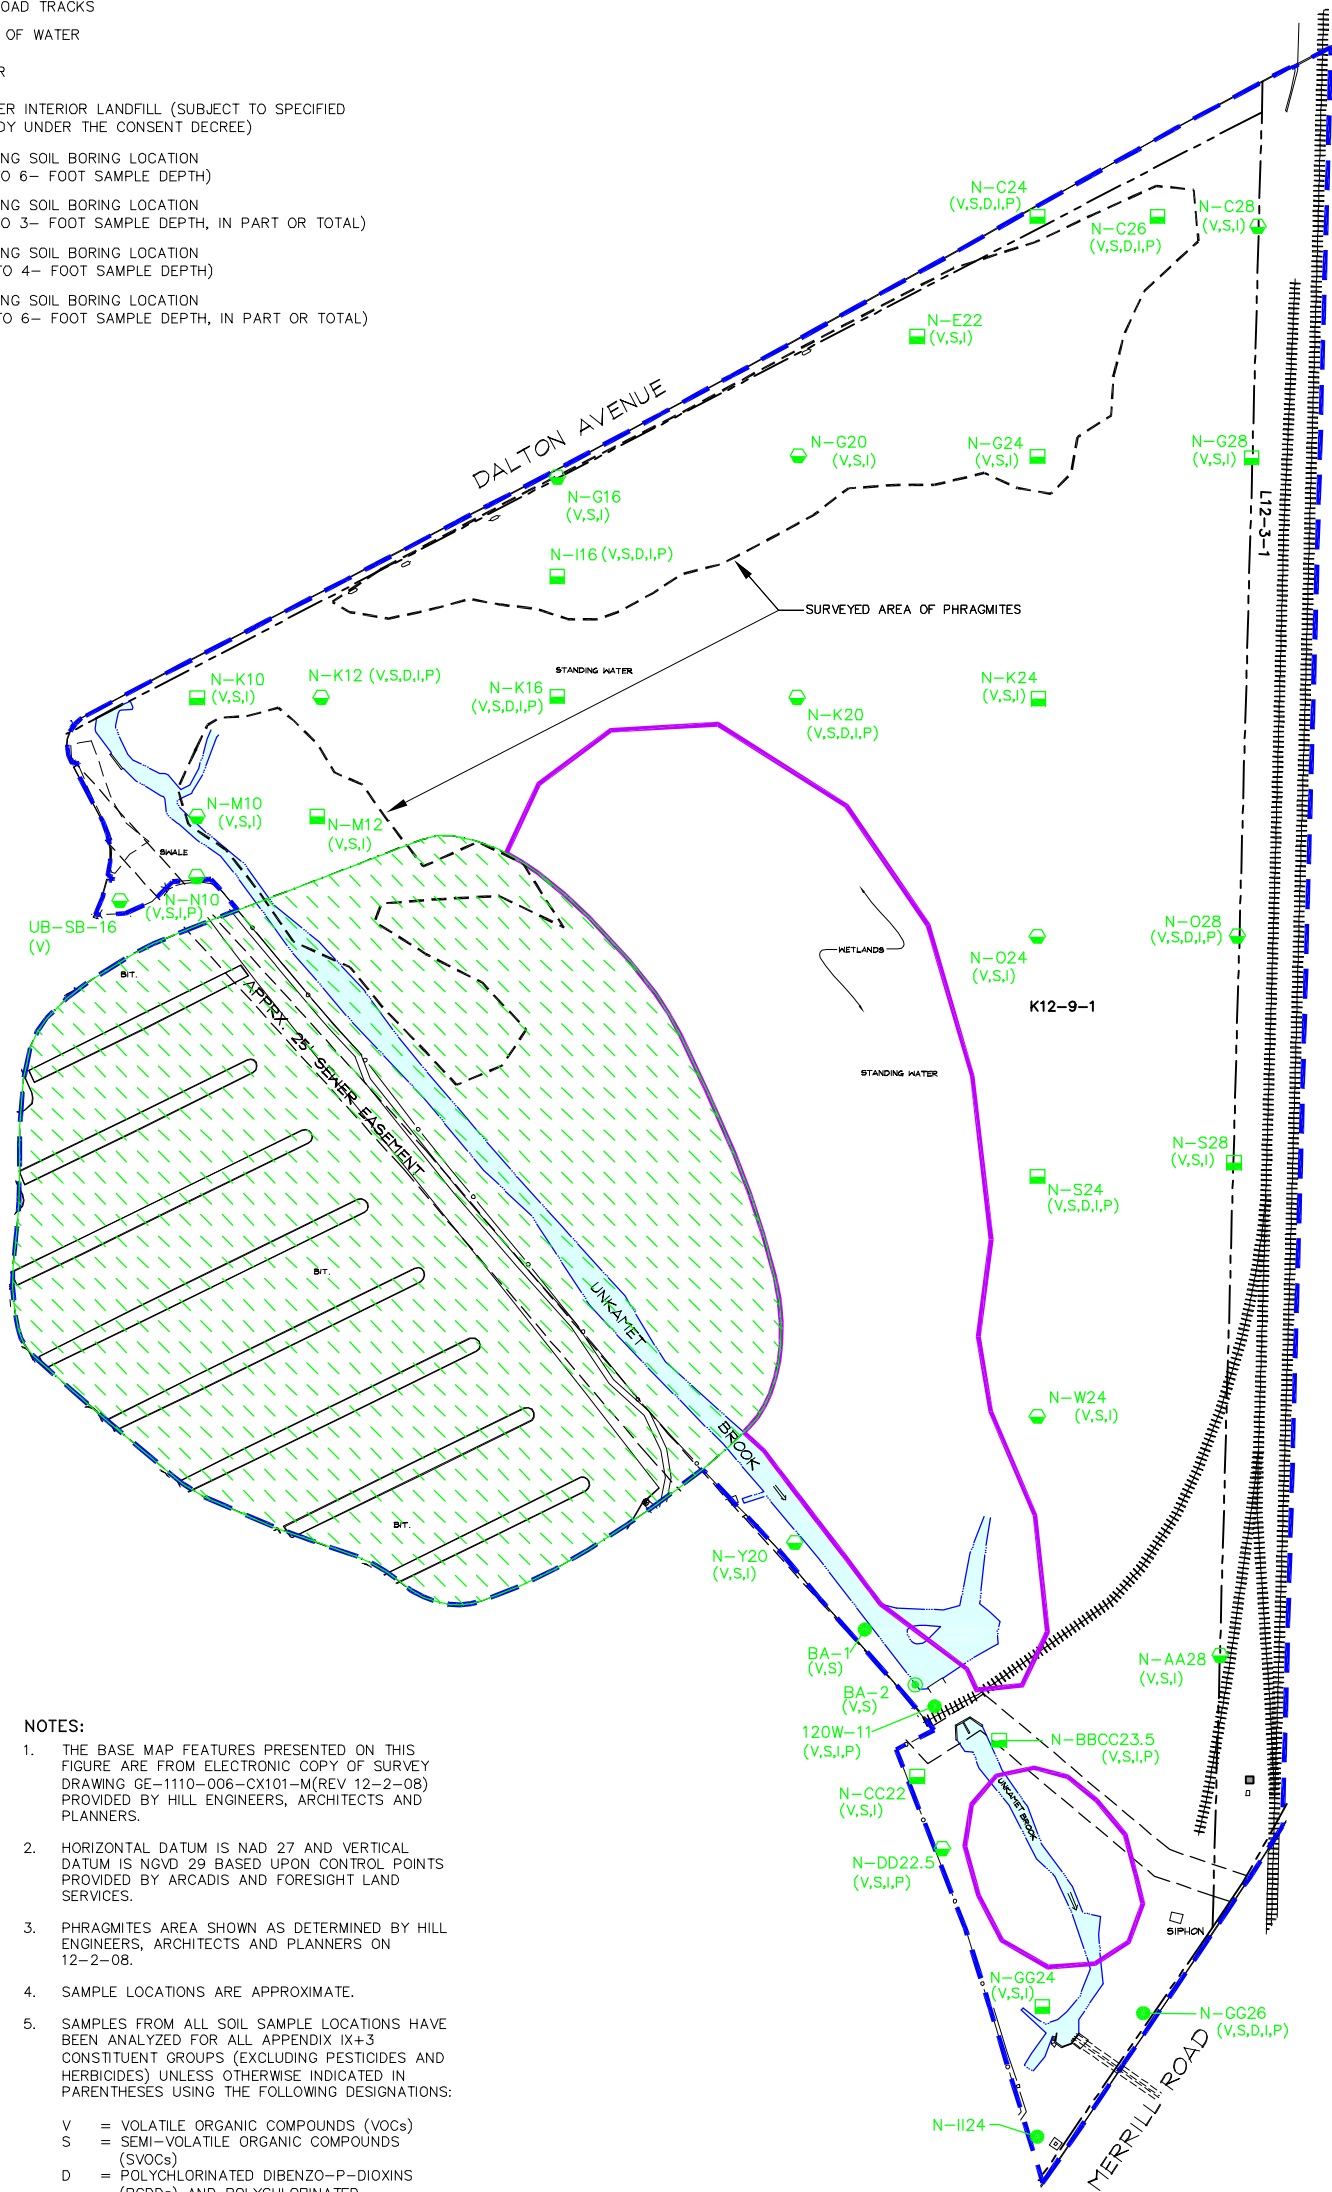 OAD TRACKS
OF WATER
R
ER INTERIOR LANDFILL (SUBJECT TO SPECIFIED
DY UNDER THE CONSENT DECREE)
NG SOIL BORING LOCATION
O 6- FOOT SAMPLE DEPTH)
NG SOIL BORING LOCATION
O 3- FOOT SAMPLE DEPTH, IN PART OR TOTAL)
NG SOIL BORING LOCATION
TO 4- FOOT SAMPLE DEPTH)
NG SOIL BORING LOCATION
TO 6- FOOT SAMPLE DEPTH, IN PART OR TOTAL)
N-C24
(V,S,D,I,P)
N-C26
(V,S,D,I,P)
N-C28
(V,S,I)
N-E22
(V,S,I)
DALTON AVENUE
N-G16
(V,S,I)
N-G20
(V,S,I)
N-G24
(V,S,I)
N-G28
(V,S,I)
L12-3-1
N-I16 (V,S,D,I,P)
SURVEYED AREA OF PHRAGMITES
STANDING WATER
N-K10
(V,S,I)
N-K12 (V,S,D,I,P)
N-K16
(V,S,D,I,P)
N-K20
(V,S,D,I,P)
N-K24
(V,S,I)
N-M10
(V,S,I)
N-M12
(V,S,I)
SWALE
N-N10
(V,S,I,P)
UB-SB-16
(V)
N-O24
(V,S,I)
N-O28
(V,S,D,I,P)
WETLANDS
K12-9-1
BIT.
APPRX. 25' SEWER EASEMENT
STANDING WATER
N-S28
(V,S,I)
N-S24
(V,S,D,I,P)
BIT.
UNKAMET
BROOK
N-W24
(V,S,I)
BIT.
N-Y20
(V,S,I)
BA-1
(V,S)
BA-2
(V,S)
120W-11
(V,S,I,P)
N-AA28
(V,S,I)
N-BBCC23.5
(V,S,I,P)
N-CC22
(V,S,I)
UNKAMET BROOK
N-DD22.5
(V,S,I,P)
SIPHON
N-GG24
(V,S,I)
N-GG26
(V,S,D,I,P)
N-II24
MERRILL ROAD
NOTES:
1. THE BASE MAP FEATURES PRESENTED ON THIS
FIGURE ARE FROM ELECTRONIC COPY OF SURVEY
DRAWING GE-1110-006-CX101-M(REV 12-2-08)
PROVIDED BY HILL ENGINEERS, ARCHITECTS AND
PLANNERS.
2. HORIZONTAL DATUM IS NAD 27 AND VERTICAL
DATUM IS NGVD 29 BASED UPON CONTROL POINTS
PROVIDED BY ARCADIS AND FORESIGHT LAND
SERVICES.
3. PHRAGMITES AREA SHOWN AS DETERMINED BY HILL
ENGINEERS, ARCHITECTS AND PLANNERS ON
12-2-08.
4. SAMPLE LOCATIONS ARE APPROXIMATE.
5. SAMPLES FROM ALL SOIL SAMPLE LOCATIONS HAVE
BEEN ANALYZED FOR ALL APPENDIX IX+3
CONSTITUENT GROUPS (EXCLUDING PESTICIDES AND
HERBICIDES) UNLESS OTHERWISE INDICATED IN
PARENTHESES USING THE FOLLOWING DESIGNATIONS:
V = VOLATILE ORGANIC COMPOUNDS (VOCs)
S = SEMI-VOLATILE ORGANIC COMPOUNDS
(SVOCs)
D = POLYCHLORINATED DIBENZO-P-DIOXINS
(PCDDs) AND POLYCHLORINATED